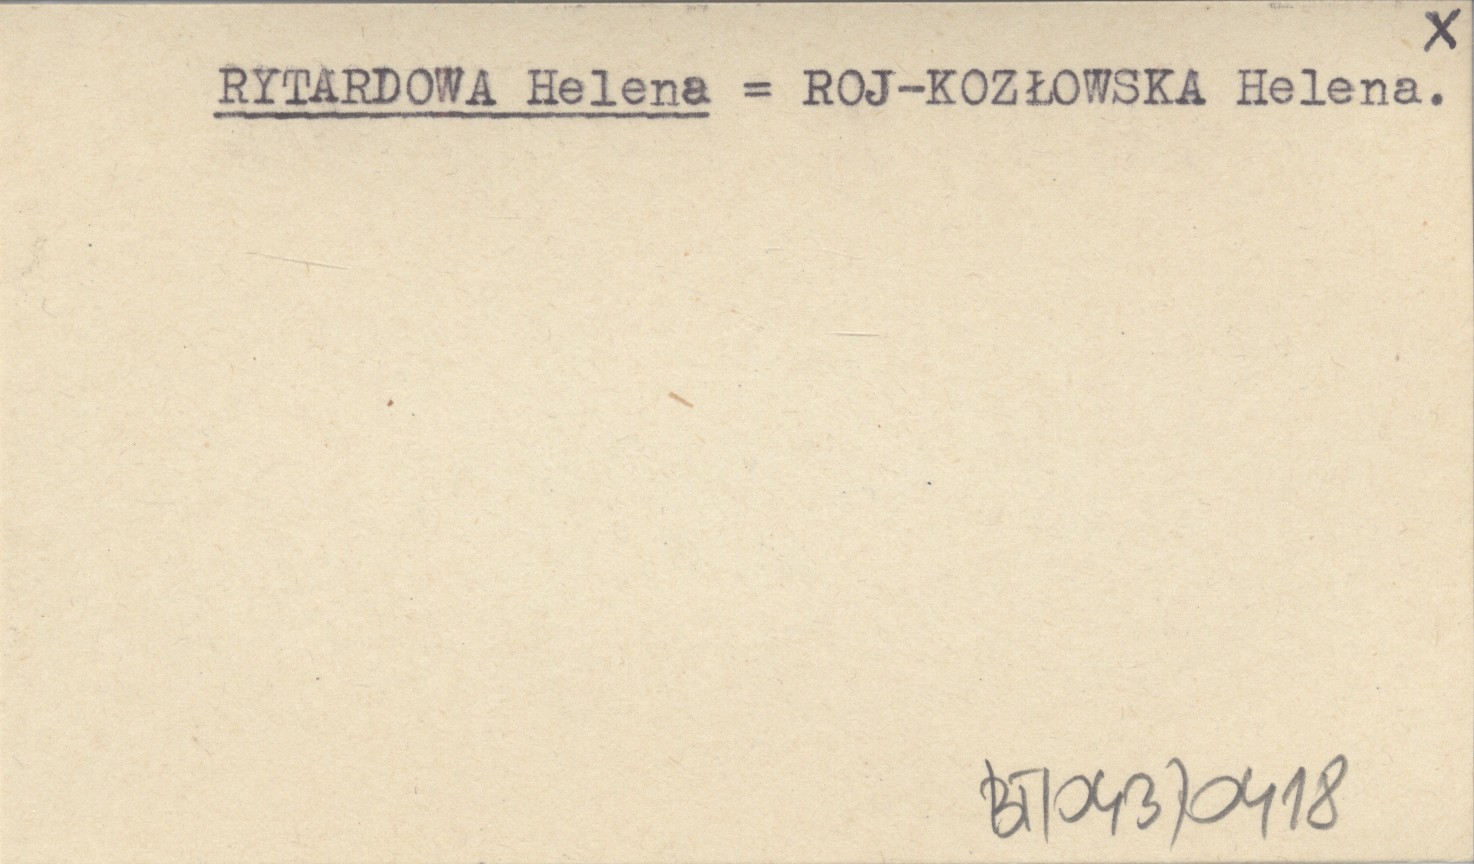 X
RYTARDOWA Helena = ROJ-KOZŁOWSKA Helena.
BT/043/0418